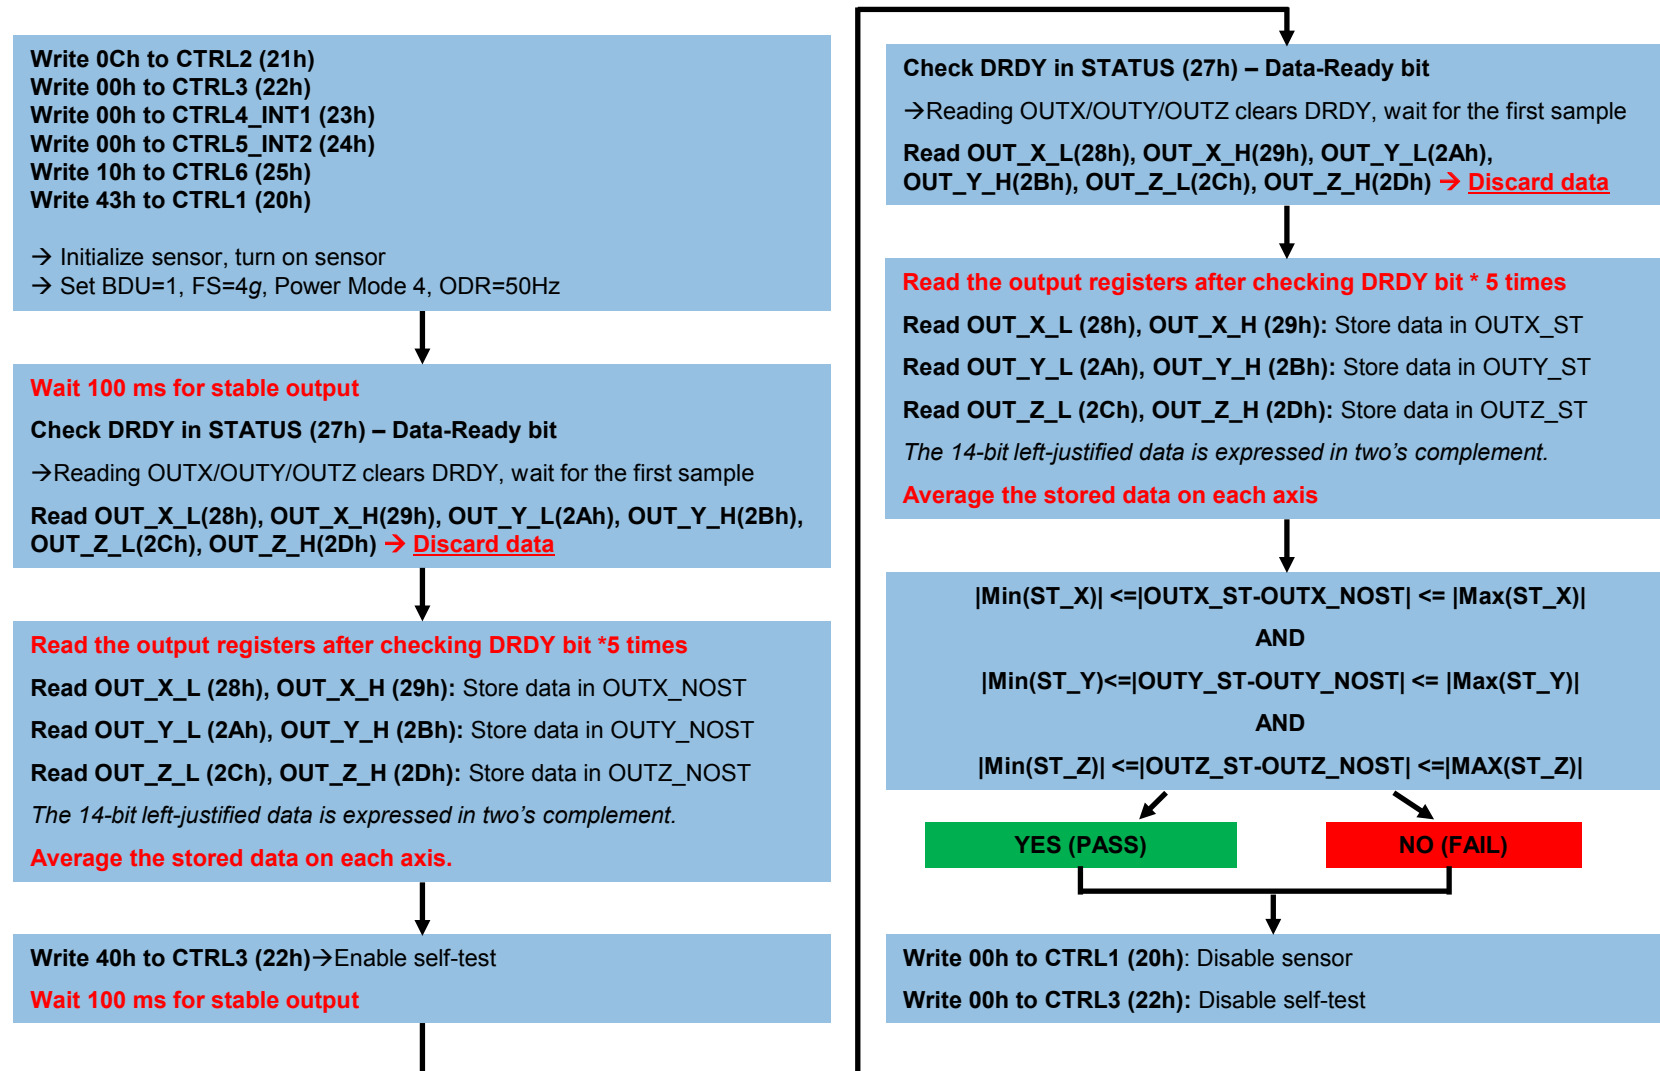 Write 0Ch to CTRL2 (21h)
Write 00h to CTRL3 (22h)
Write 00h to CTRL4_INT1 (23h)
Write 00h to CTRL5_INT2 (24h)
Write 10h to CTRL6 (25h)
Write 43h to CTRL1 (20h)
→ Initialize sensor, turn on sensor
→ Set BDU=1, FS=4g, Power Mode 4, ODR=50Hz
Wait 100 ms for stable output
Check DRDY in STATUS (27h) – Data-Ready bit
→Reading OUTX/OUTY/OUTZ clears DRDY, wait for the first sample
Read OUT_X_L(28h), OUT_X_H(29h), OUT_Y_L(2Ah), OUT_Y_H(2Bh),
OUT_Z_L(2Ch), OUT_Z_H(2Dh) → Discard data
Read the output registers after checking DRDY bit *5 times
Read OUT_X_L (28h), OUT_X_H (29h): Store data in OUTX_NOST
Read OUT_Y_L (2Ah), OUT_Y_H (2Bh): Store data in OUTY_NOST
Read OUT_Z_L (2Ch), OUT_Z_H (2Dh): Store data in OUTZ_NOST
The 14-bit left-justified data is expressed in two’s complement.
Average the stored data on each axis.
Write 40h to CTRL3 (22h)→Enable self-test
Wait 100 ms for stable output
Check DRDY in STATUS (27h) – Data-Ready bit
→Reading OUTX/OUTY/OUTZ clears DRDY, wait for the first sample
Read OUT_X_L(28h), OUT_X_H(29h), OUT_Y_L(2Ah),
OUT_Y_H(2Bh), OUT_Z_L(2Ch), OUT_Z_H(2Dh) → Discard data
Read the output registers after checking DRDY bit * 5 times
Read OUT_X_L (28h), OUT_X_H (29h): Store data in OUTX_ST
Read OUT_Y_L (2Ah), OUT_Y_H (2Bh): Store data in OUTY_ST
Read OUT_Z_L (2Ch), OUT_Z_H (2Dh): Store data in OUTZ_ST
The 14-bit left-justified data is expressed in two’s complement.
Average the stored data on each axis
|Min(ST_X)| <=|OUTX_ST-OUTX_NOST| <= |Max(ST_X)|
AND
|Min(ST_Y)<=|OUTY_ST-OUTY_NOST| <= |Max(ST_Y)|
AND
|Min(ST_Z)| <=|OUTZ_ST-OUTZ_NOST| <=|MAX(ST_Z)|
YES (PASS)
NO (FAIL)
Write 00h to CTRL1 (20h): Disable sensor
Write 00h to CTRL3 (22h): Disable self-test